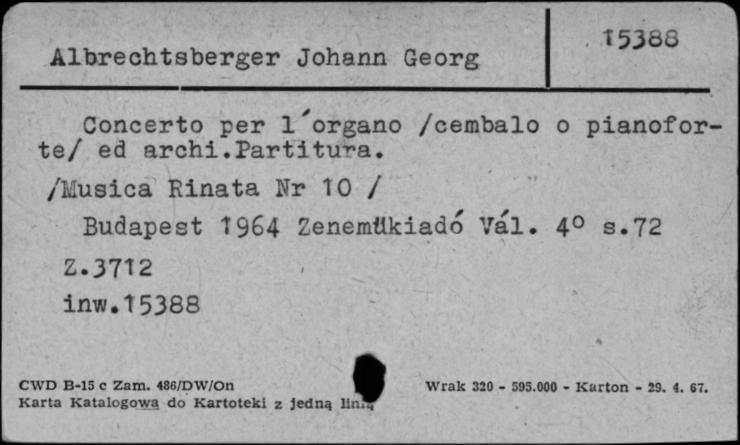 15388
Albrechtsberger Johann Georg
Concerto per l´organo /cembalo o pianofor-
te/ ed archi.Partitura.
/Musica Rinata Nr 10 /
Budapest 1964 Zeneműkiadó Vál. 4° s.72
Z.3712
inw.15388
CWD B-15 c Zam. 486/DW/On
Wrak 320 - 595.000 - Karton - 29. 4. 67.
Karta Katalogowa do Kartoteki z jedną linią